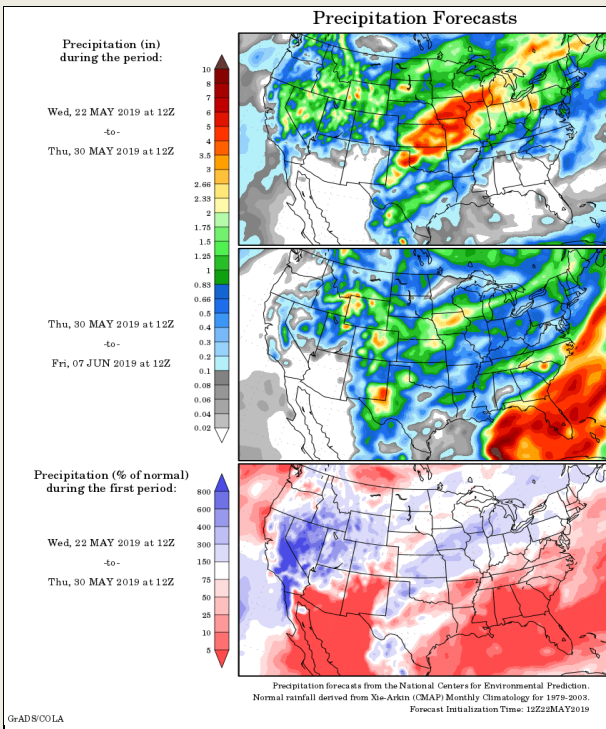 Precipitation Forecasts
Precipitation (in)
during the period:
Wed, 22 MAY 2019 at 12Z
-to-
Thu, 30 MAY 2019 at 12Z
10
8
7
6
5
4
3.5
3
2.66
2.33
2
1.75
1.5
1.25
1
0.83
0.66
0.5
0.4
0.3
0.2
0.1
0.08
0.06
0.04
0.02
Thu, 30 MAY 2019 at 12Z
-to-
Fri, 07 JUN 2019 at 12Z
Precipitation (% of normal)
during the first period:
Wed, 22 MAY 2019 at 12Z
-to-
Thu, 30 MAY 2019 at 12Z
800
600
400
300
150
75
50
25
10
5
Precipitation forecasts from the National Centers for Environmental Prediction.
Normal rainfall derived from Xie-Arkin (CMAP) Monthly Climatology for 1979-2003.
Forecast Initialization Time: 12Z22MAY2019
GrADS/COLA